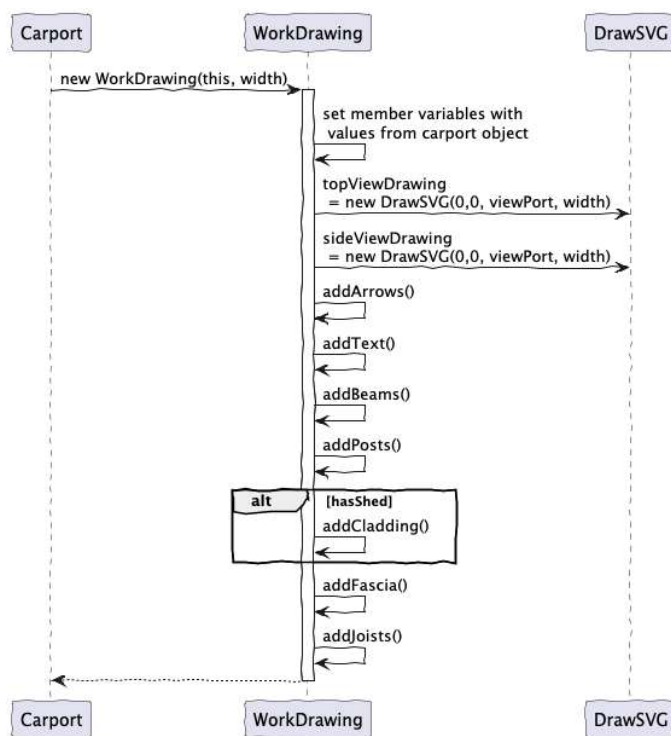 Carport
WorkDrawing
DrawSVG
new WorkDrawing(this, width)
set member variables with
values from carport object
topViewDrawing
= new DrawSVG(0,0, viewPort, width)
sideViewDrawing
= new DrawSVG(0,0, viewPort, width)
addArrows()
addText()
addBeams()
addPosts()
alt
[hasShed]
addCladding()
addFascia()
addJoists()
Carport
WorkDrawing
DrawSVG